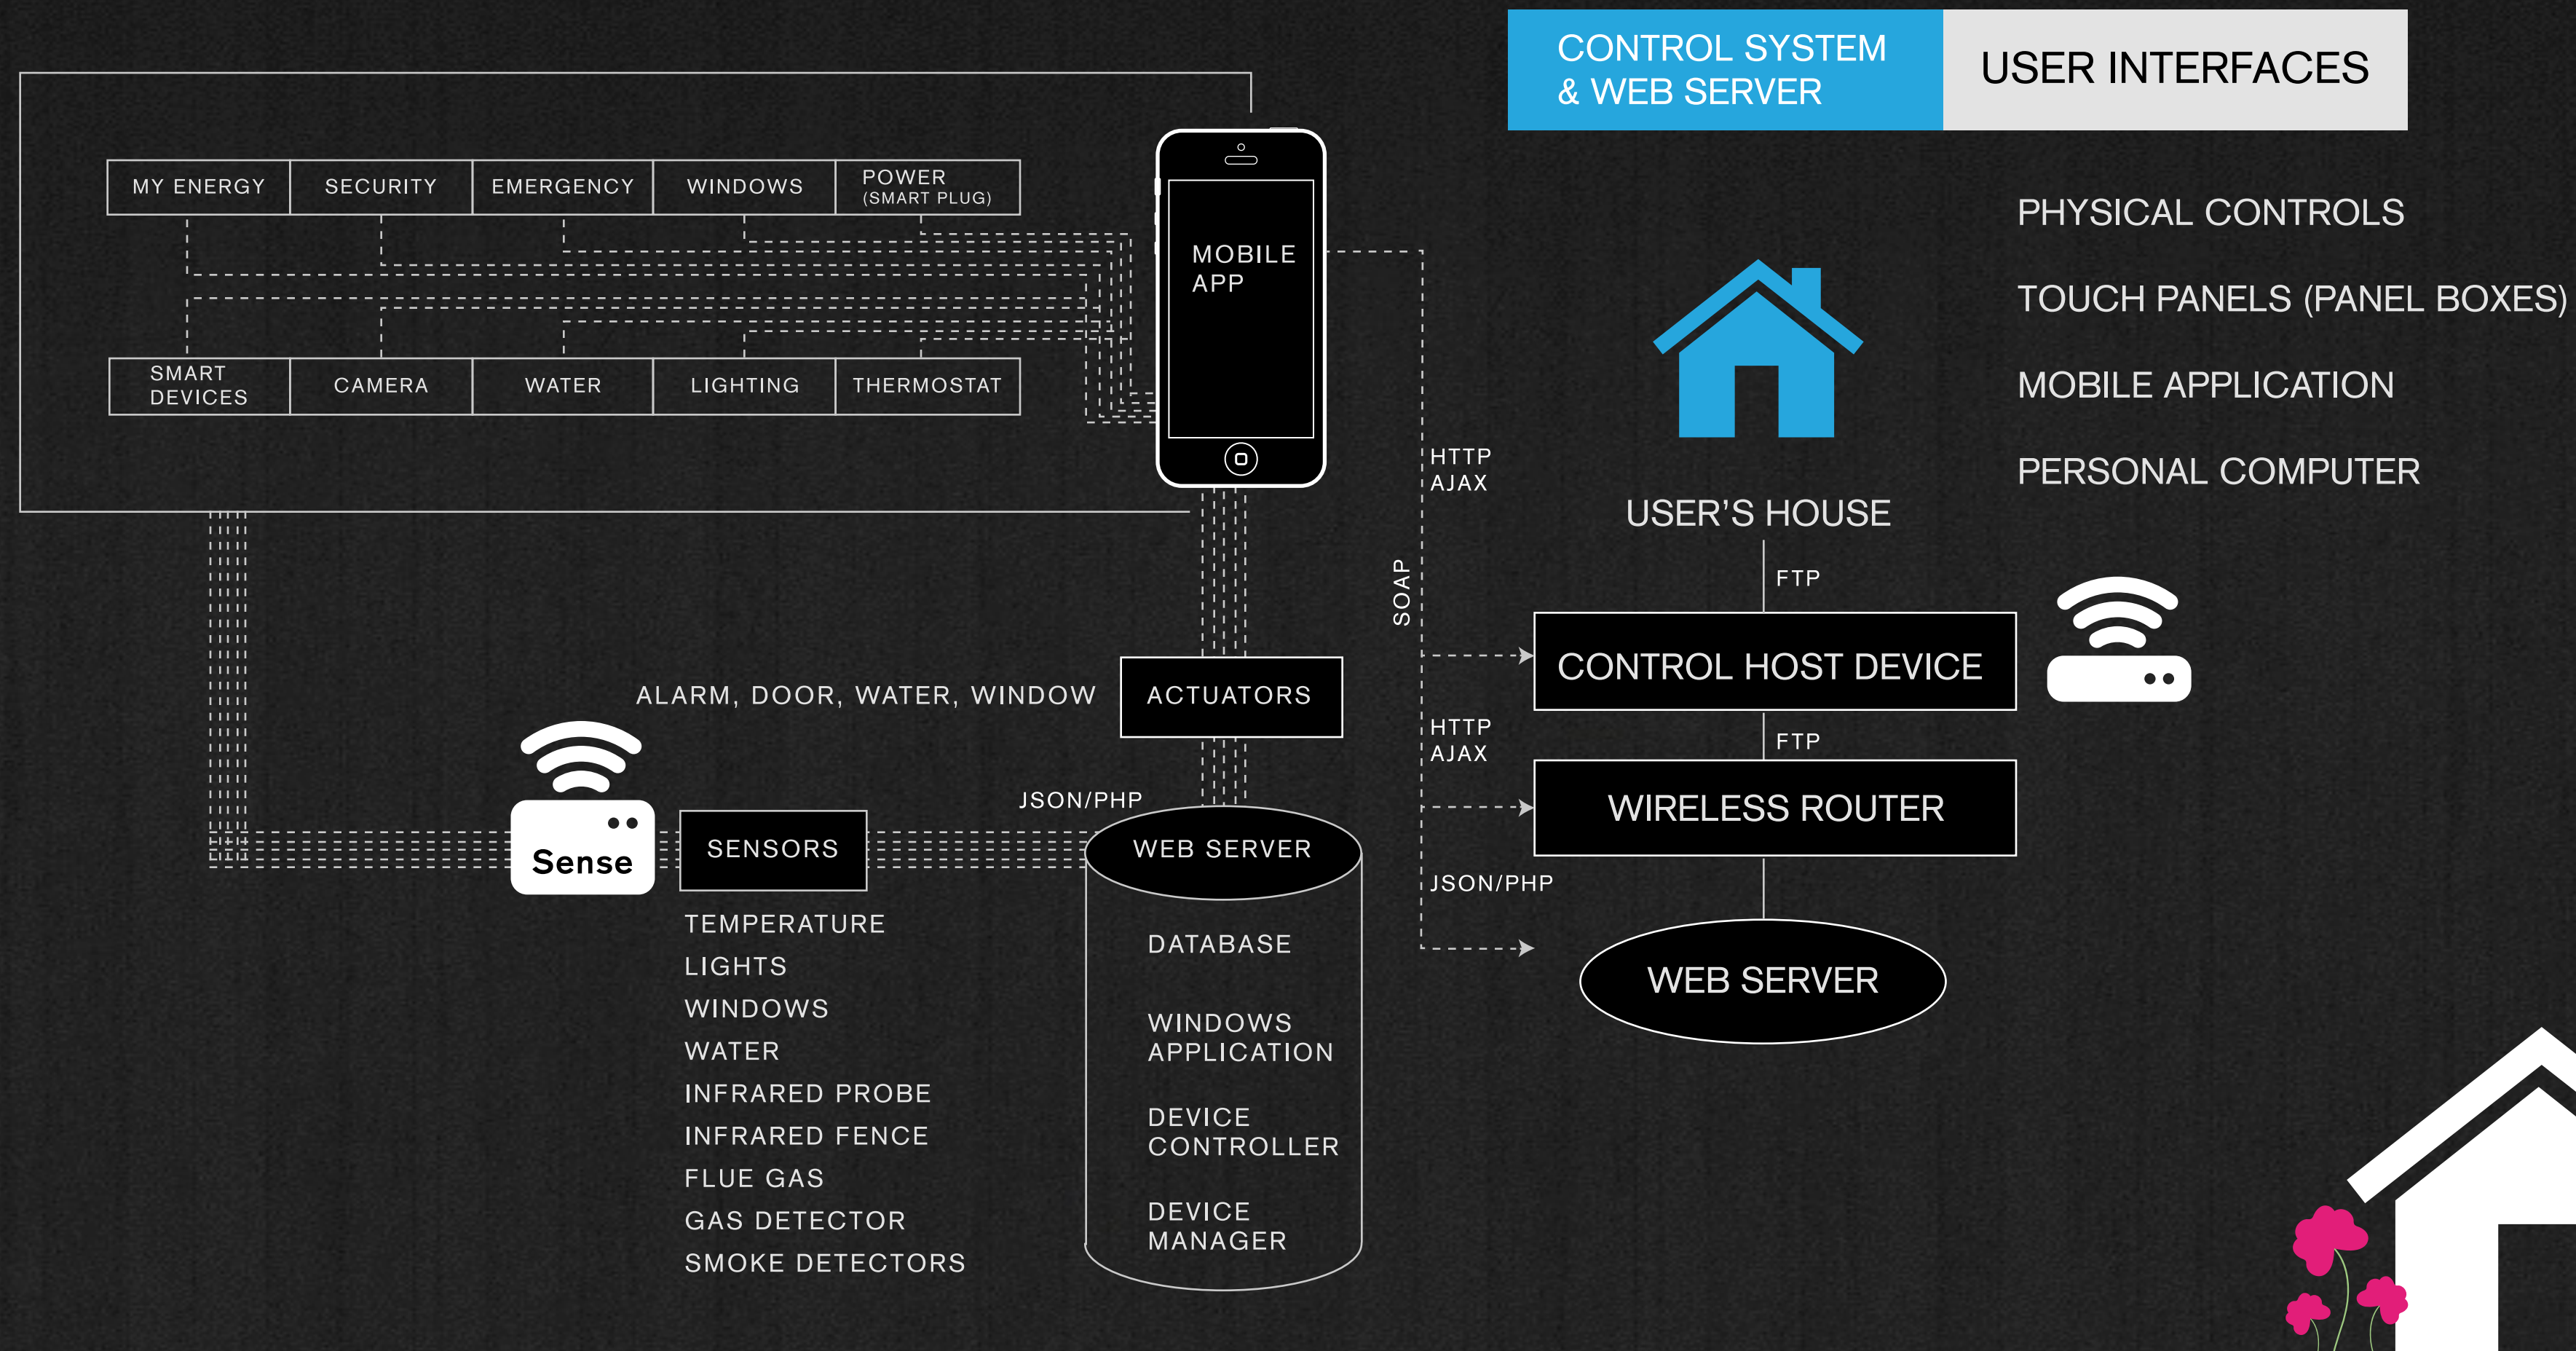 CONTROL SYSTEM
& WEB SERVER
USER INTERFACES
MY ENERGY
SECURITY
EMERGENCY
WINDOWS
POWER
(SMART PLUG)
SMART
DEVICES
CAMERA
WATER
LIGHTING
THERMOSTAT
MOBILE
APP
HTTP
AJAX
SOAP
HTTP
AJAX
JSON/PHP
ALARM, DOOR, WATER, WINDOW
ACTUATORS
JSON/PHP
Sense
SENSORS
TEMPERATURE
LIGHTS
WINDOWS
WATER
INFRARED PROBE
INFRARED FENCE
FLUE GAS
GAS DETECTOR
SMOKE DETECTORS
WEB SERVER
DATABASE
WINDOWS
APPLICATION
DEVICE
CONTROLLER
DEVICE
MANAGER
USER'S HOUSE
FTP
CONTROL HOST DEVICE
FTP
WIRELESS ROUTER
WEB SERVER
PHYSICAL CONTROLS
TOUCH PANELS (PANEL BOXES)
MOBILE APPLICATION
PERSONAL COMPUTER